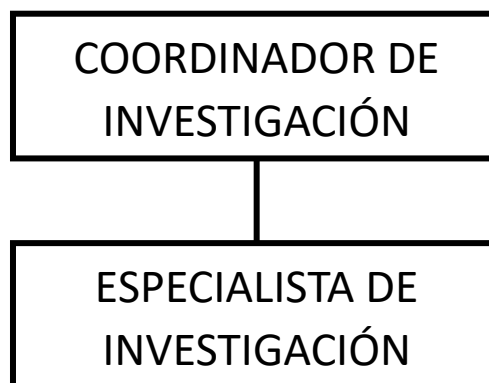 COORDINADOR DE
INVESTIGACIÓN
ESPECIALISTA DE
INVESTIGACIÓN